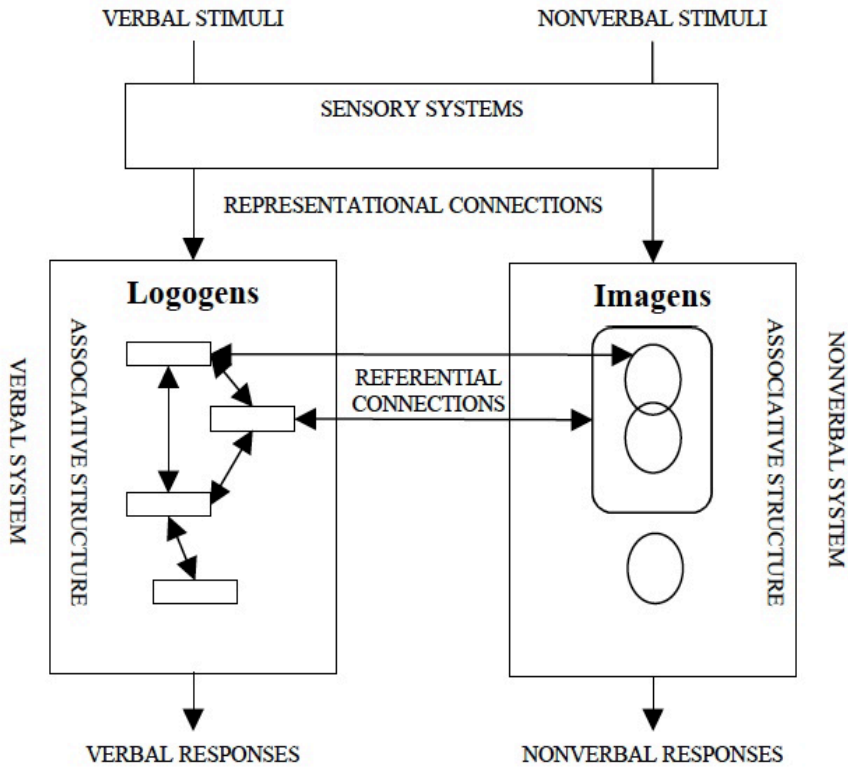 VERBAL STIMULI
NONVERBAL STIMULI
SENSORY SYSTEMS
REPRESENTATIONAL CONNECTIONS
VERBAL SYSTEM
ASSOCIATIVE STRUCTURE
Logogens
REFERENTIAL
CONNECTIONS
Imagens
ASSOCIATIVE STRUCTURE
NONVERBAL SYSTEM
VERBAL RESPONSES
NONVERBAL RESPONSES